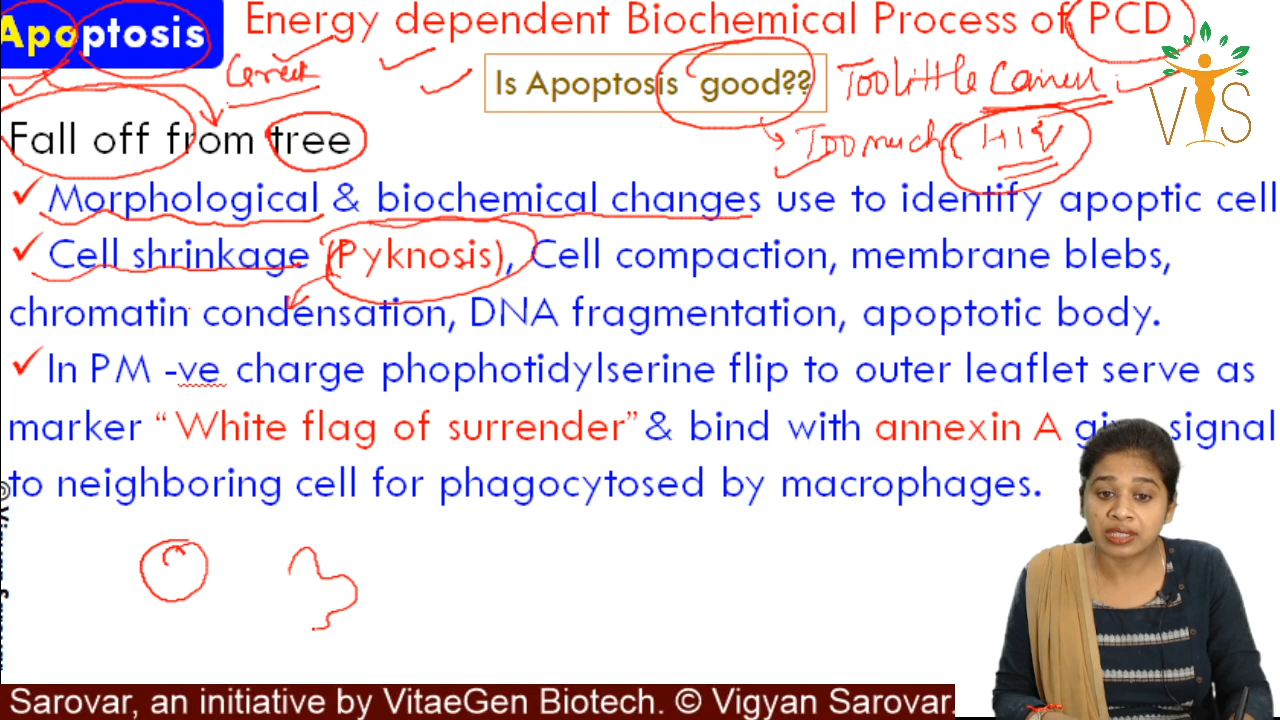 Apoptosis
Energy dependent Biochemical Process of PCD
Is Apoptosis good??
Too little Cancer
Too much HIV
VIS
Fall off from tree
✓ Morphological & biochemical changes use to identify apoptic cell
✓ Cell shrinkage (Pyknosis), Cell compaction, membrane blebs,
chromatin condensation, DNA fragmentation, apoptotic body.
✓ In PM -ve charge phophotidylserine flip to outer leaflet serve as
marker “White flag of surrender” & bind with annexin A signal
to neighboring cell for phagocytosed by macrophages.
Sarovar, an initiative by VitaeGen Biotech. © Vigyan Sarovar.